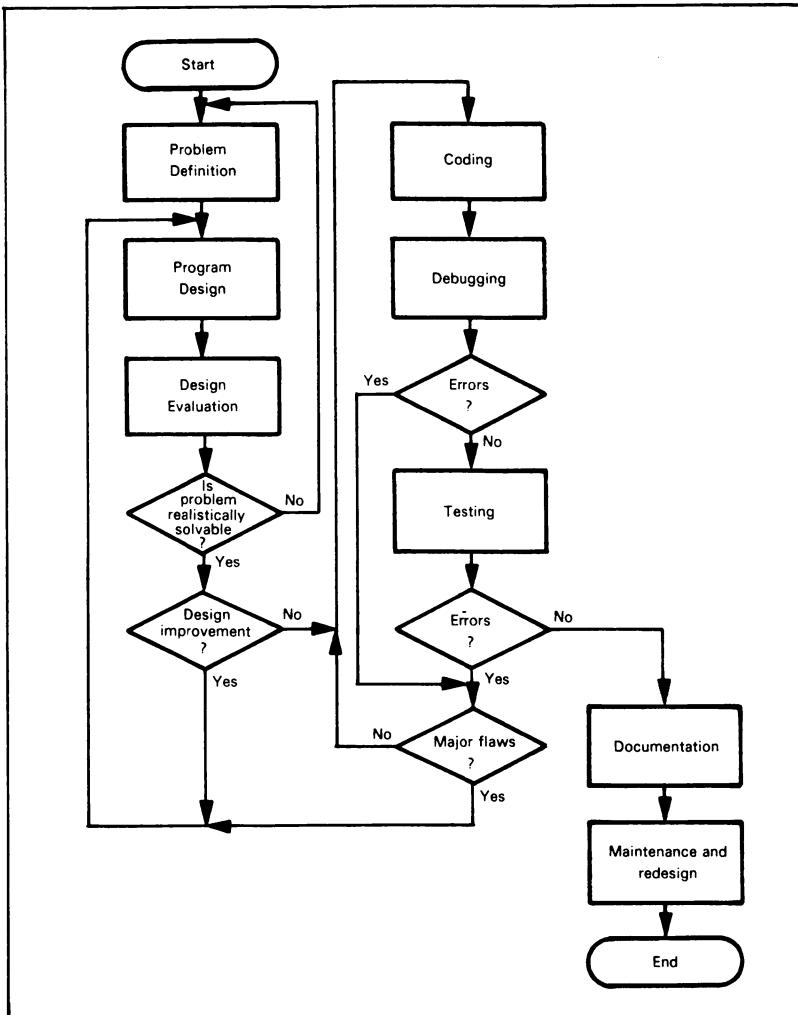 Start
Problem
Definition
Program
Design
Design
Evaluation
Is
problem
realistically
solvable
?
No
Yes
Design
improvement
?
No
Yes
Coding
Debugging
Errors
?
Yes
No
Testing
Errors
?
No
Yes
Major flaws
?
No
Yes
Documentation
Maintenance and
redesign
End